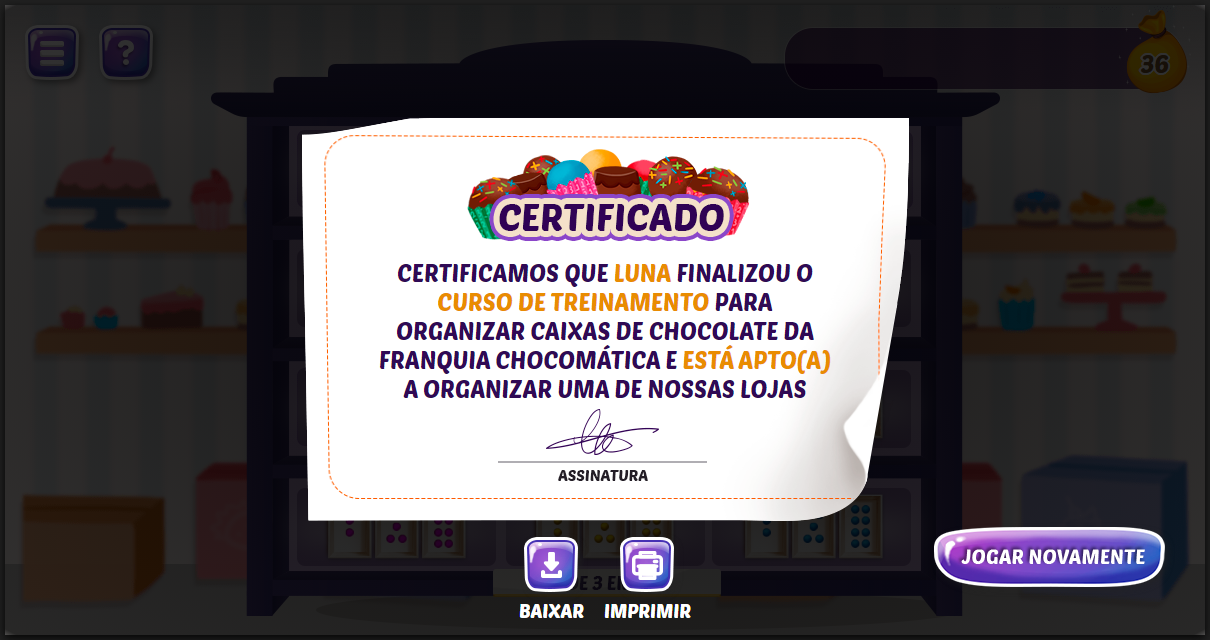 ?
36
CERTIFICADO
CERTIFICAMOS QUE LUNA FINALIZOU O
CURSO DE TREINAMENTO PARA
ORGANIZAR CAIXAS DE CHOCOLATE DA
FRANQUIA CHOCOMÁTICA E ESTÁ APTO(A)
A ORGANIZAR UMA DE NOSSAS LOJAS
ASSINATURA
JOGAR NOVAMENTE
BAIXAR IMPRIMIR